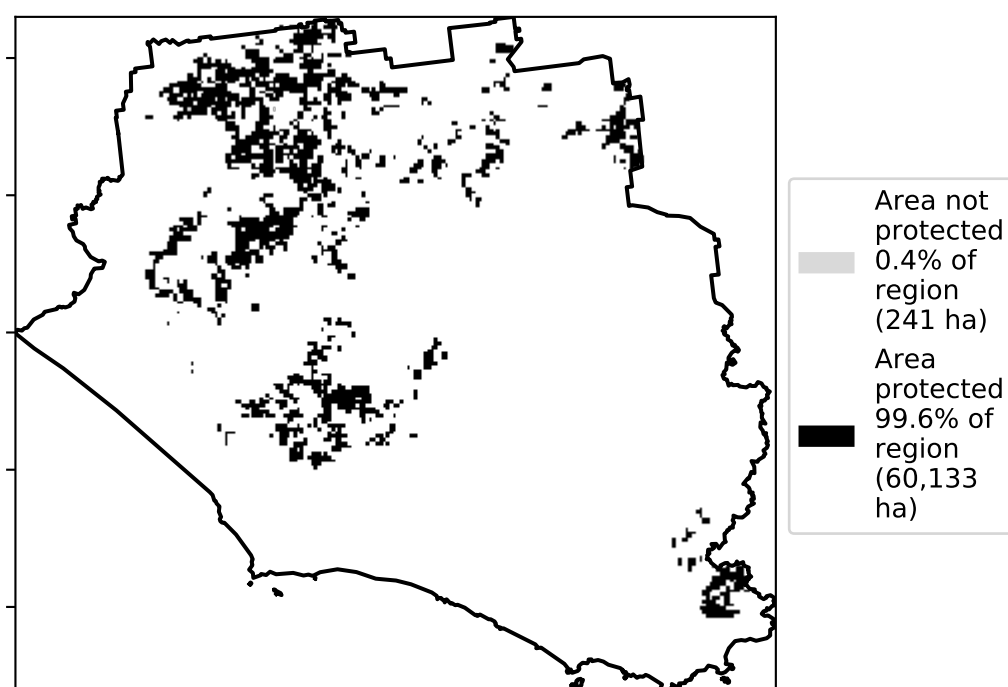 Area not
protected
0.4% of
region
(241 ha)
Area
protected
99.6% of
region
(60,133
ha)